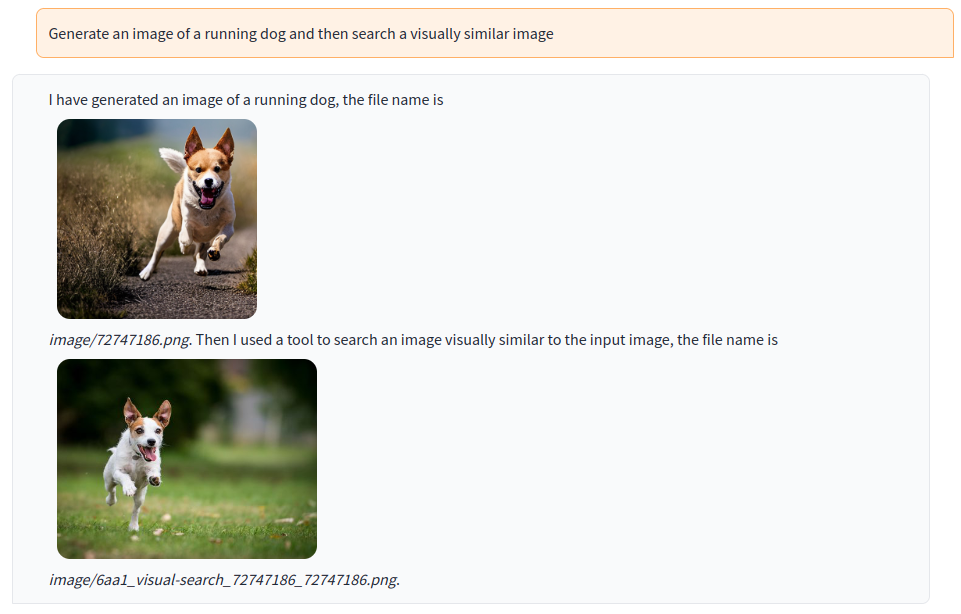 Generate an image of a running dog and then search a visually similar image
I have generated an image of a running dog, the file name is
image/72747186.png. Then I used a tool to search an image visually similar to the input image, the file name is
image/6aa1_visual-search_72747186_72747186.png.